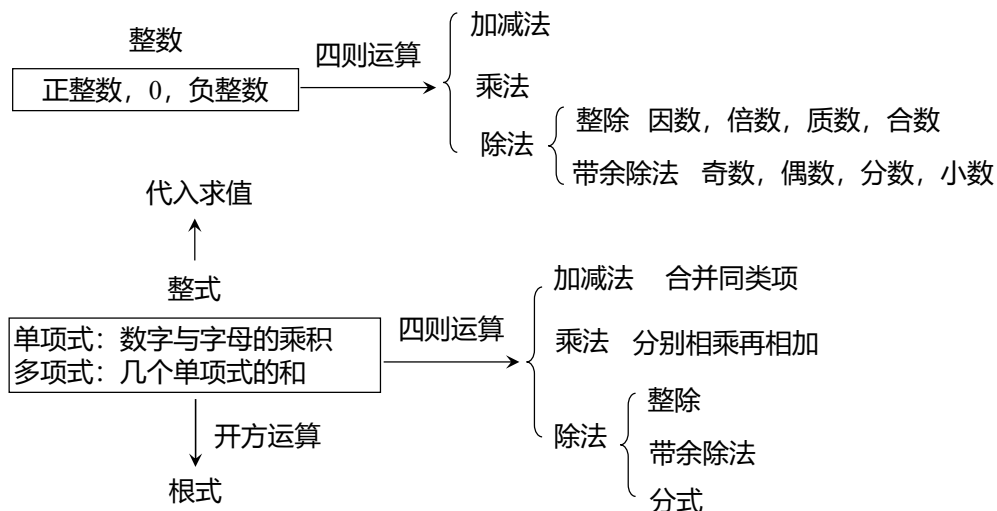 整数
正整数，0，负整数
四则运算
加减法
乘法
除法
整除 因数，倍数，质数，合数
带余除法 奇数，偶数，分数，小数
代入求值
整式
单项式：数字与字母的乘积
多项式：几个单项式的和
四则运算
加减法 合并同类项
乘法 分别相乘再相加
除法
整除
带余除法
分式
开方运算
根式